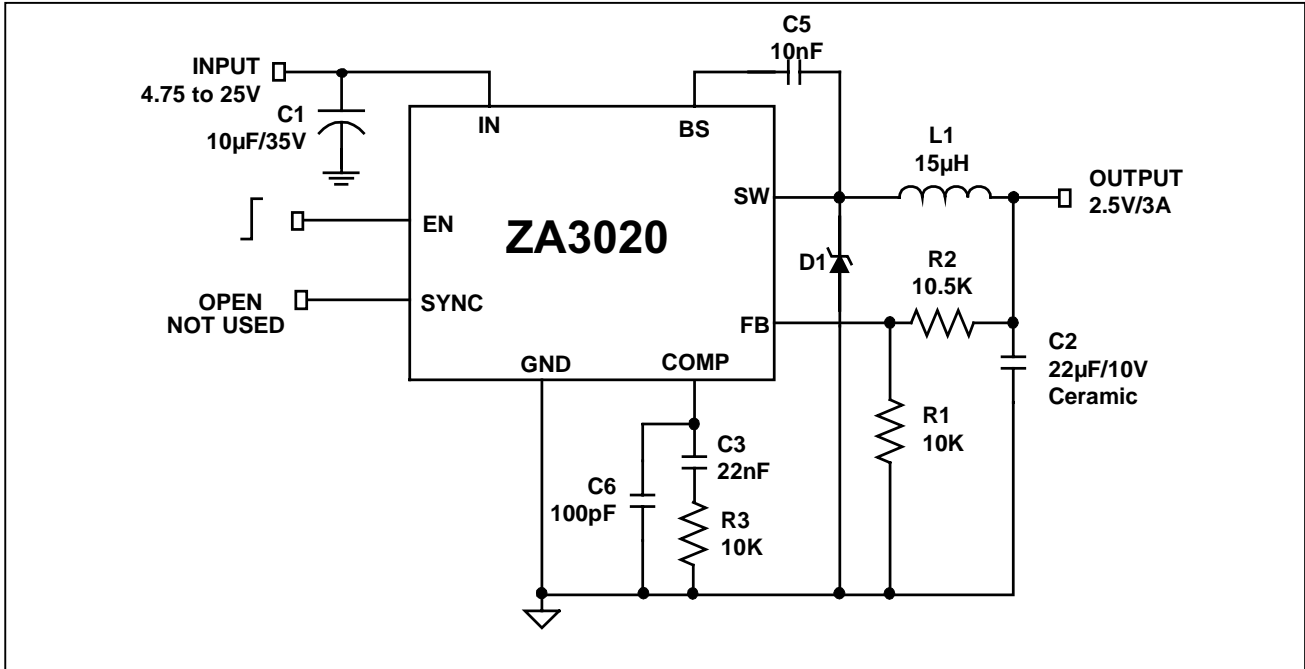 C5
10nF
INPUT
4.75 to 25V
C1
10µF/35V
IN
BS
L1
15µH
SW
OUTPUT
2.5V/3A
EN
ZA3020
D1
R2
10.5K
OPEN
NOT USED
SYNC
FB
C2
22µF/10V
Ceramic
GND
COMP
R1
10K
C3
22nF
C6
100pF
R3
10K